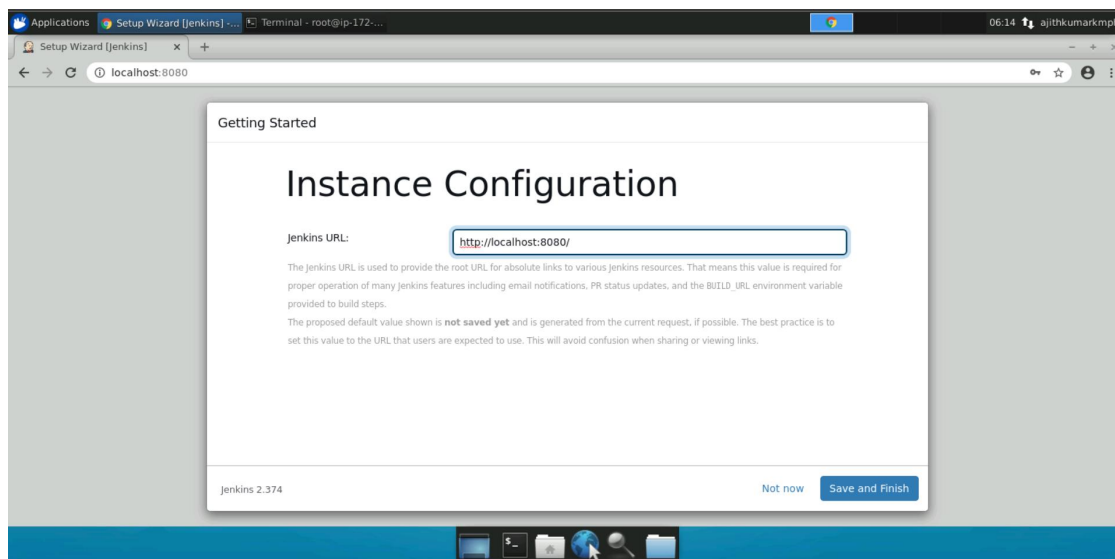 Applications
Setup Wizard [Jenkins] -...
Terminal - root@ip-172-...
06:14
ajithkumarkmpl
Setup Wizard [Jenkins]
localhost:8080
Getting Started
Instance Configuration
Jenkins URL:
http://localhost:8080/
The Jenkins URL is used to provide the root URL for absolute links to various Jenkins resources. That means this value is required for
proper operation of many Jenkins features including email notifications, PR status updates, and the BUILD_URL environment variable
provided to build steps.
The proposed default value shown is not saved yet and is generated from the current request, if possible. The best practice is to
set this value to the URL that users are expected to use. This will avoid confusion when sharing or viewing links.
Jenkins 2.374
Not now
Save and Finish